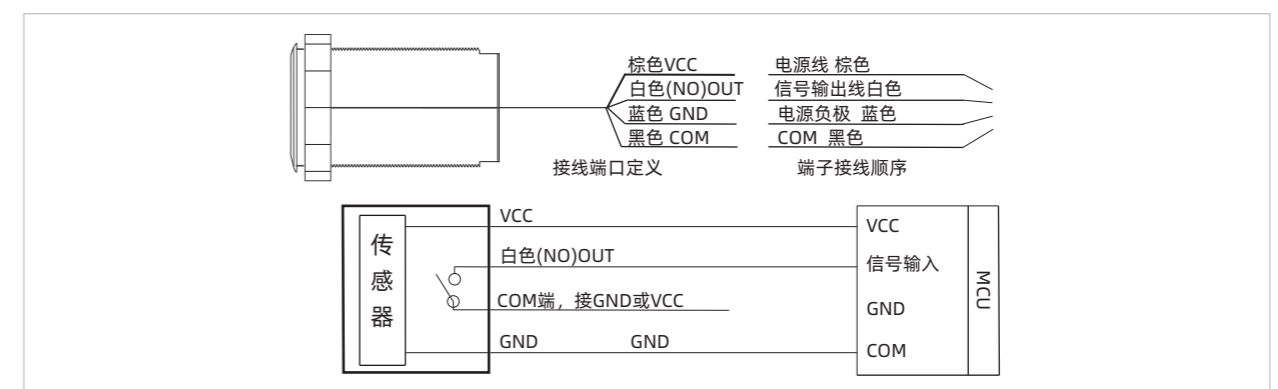 棕色VCC 电源线 棕色
白色(NO)OUT 信号输出线白色
蓝色 GND 电源负极 蓝色
黑色 COM COM 黑色
接线端口定义 端子接线顺序
传感器
VCC
白色(NO)OUT
COM端，接GND或VCC
GND GND
VCC
信号输入
GND
COM
MCU